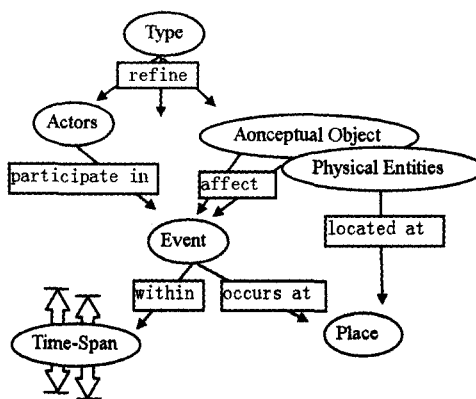 Type
refine
Actors
Aonceptual Object
participate in
affect
Physical Entities
Event
located at
within
occurs at
Time-Span
Place